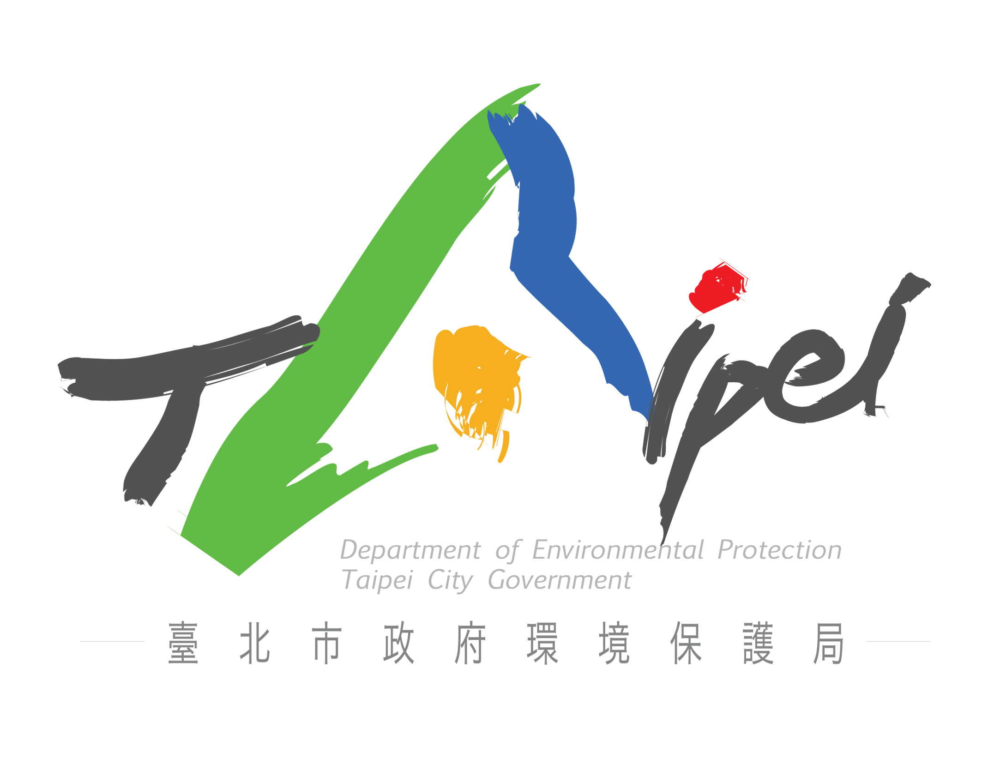 Taipei
Department of Environmental Protection
Taipei City Government
臺北市政府環境保護局